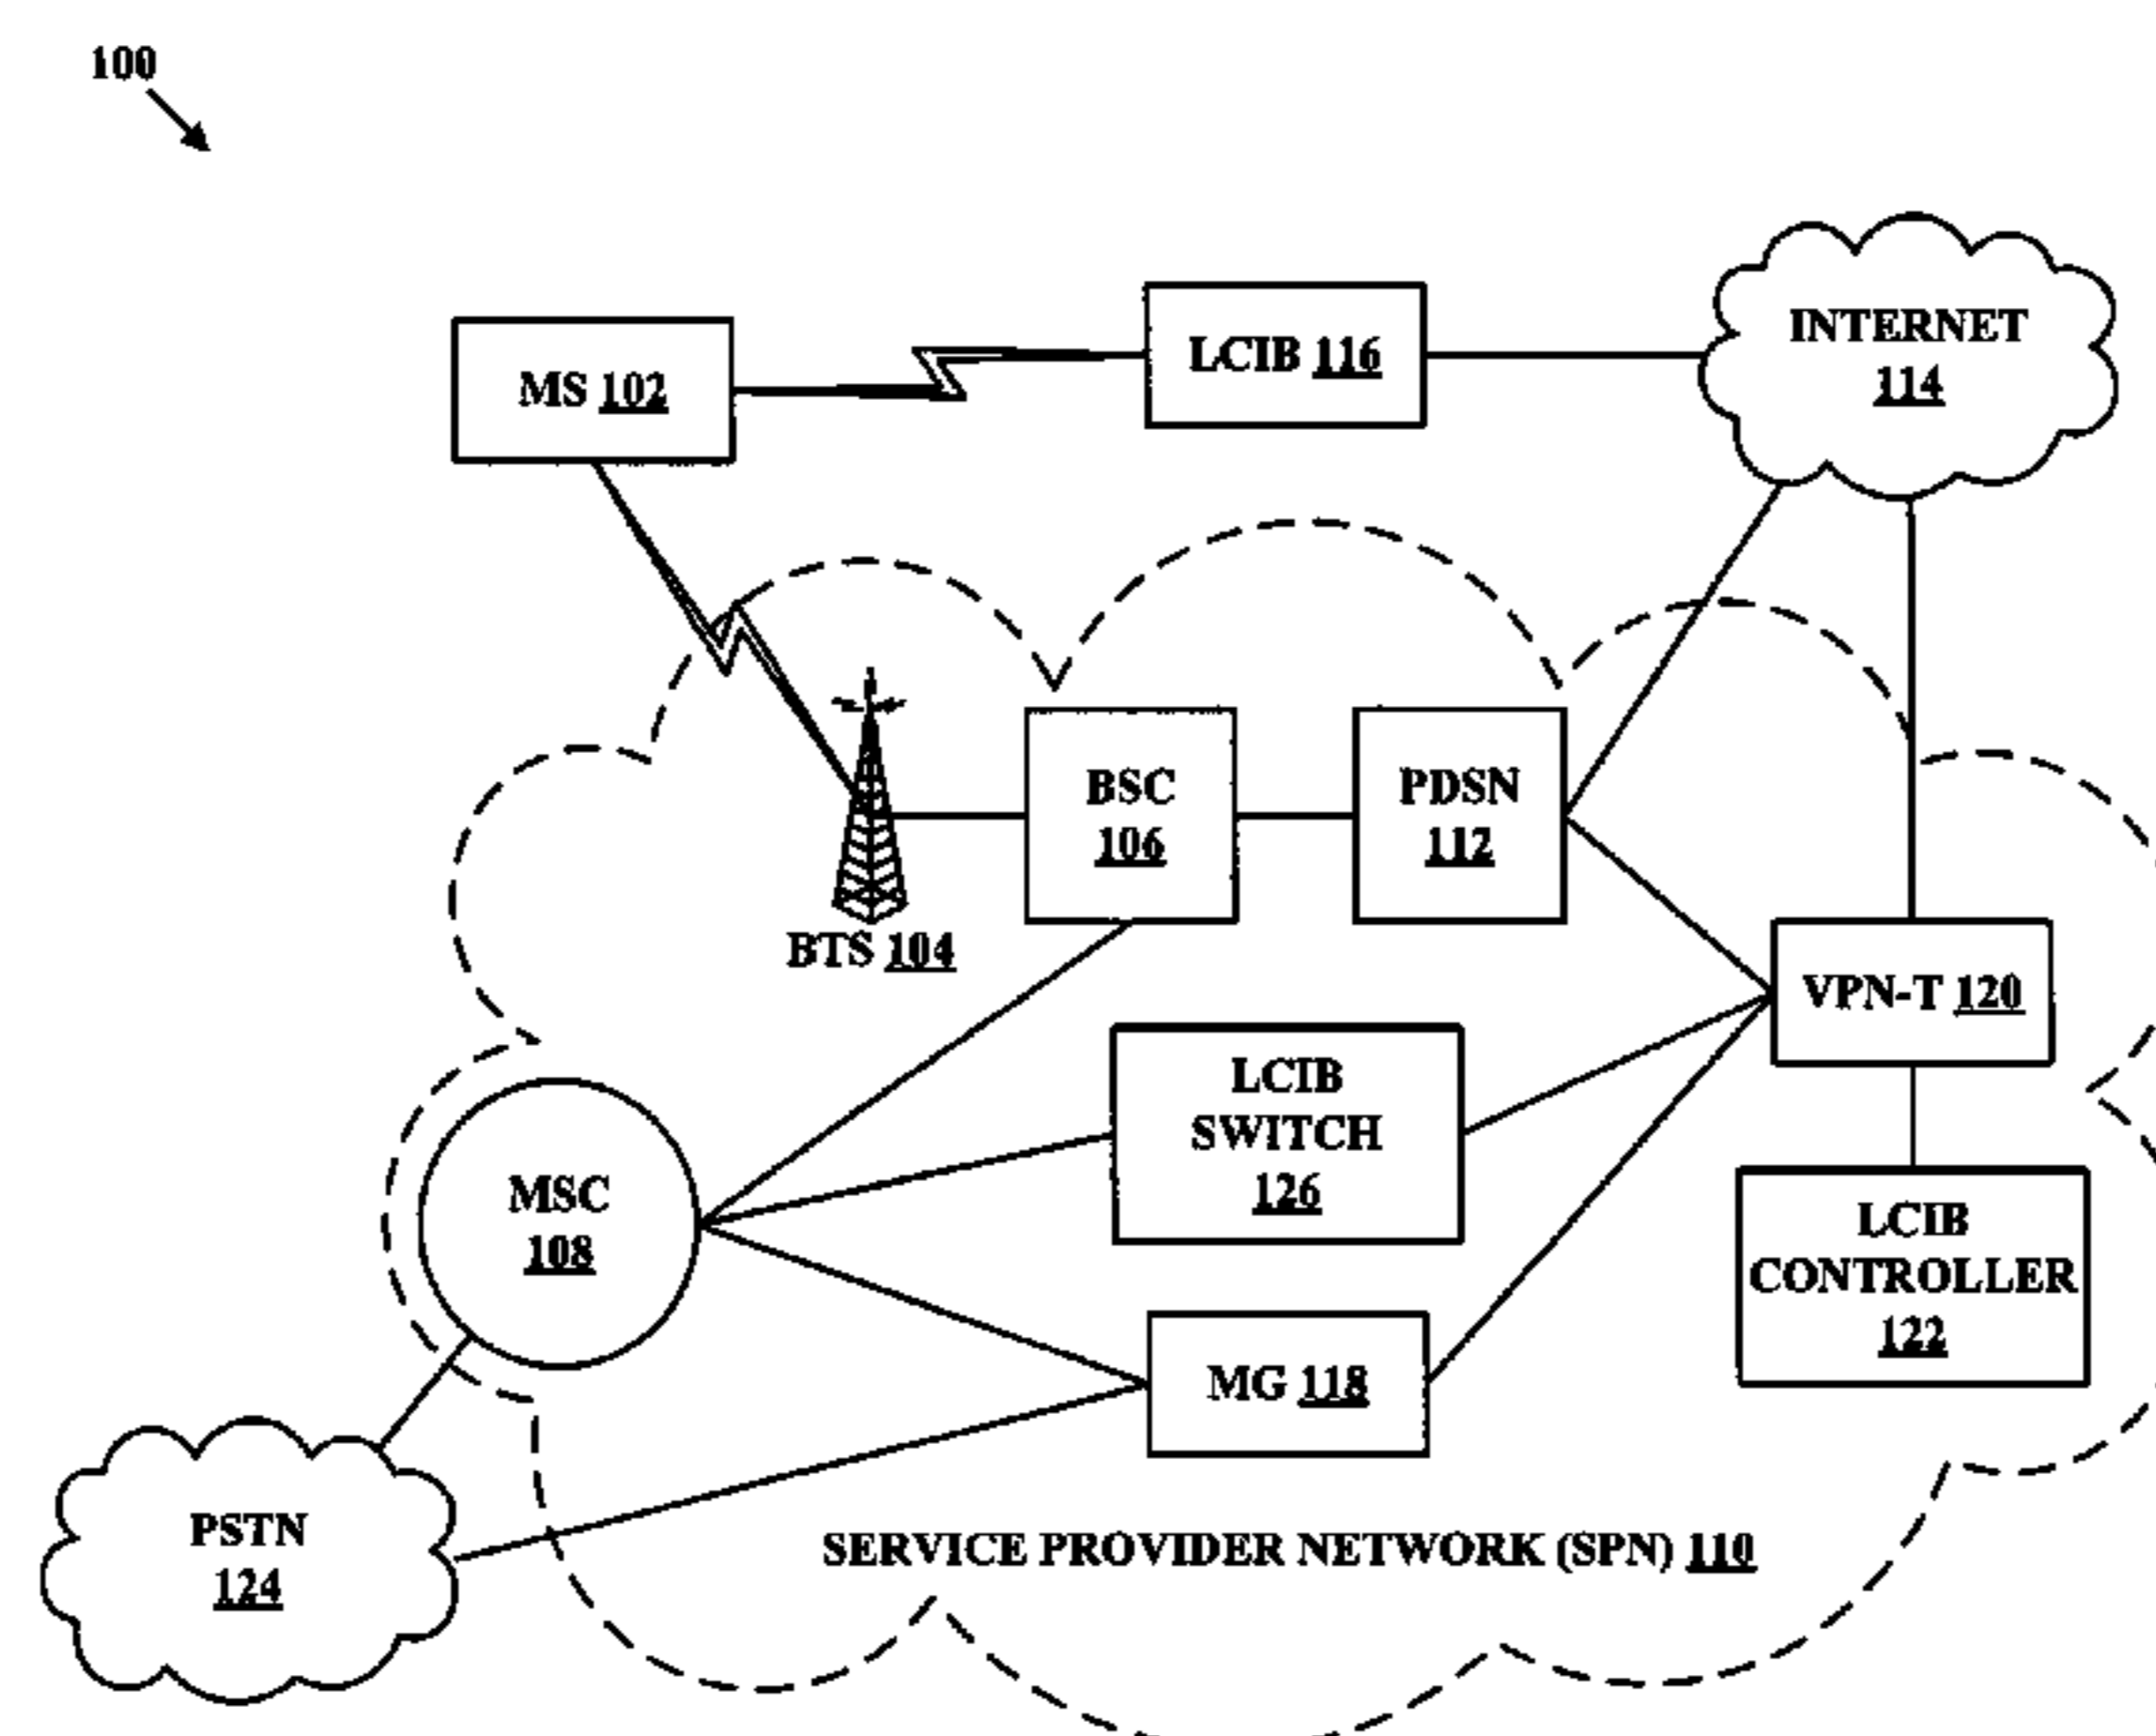 100
INTERNET
114
LCIB 116
MS 102
BSC
106
PDSN
112
BTS 104
VPN-T 120
LCIB
SWITCH
126
MSC
108
LCIB
CONTROLLER
122
MG 118
PSTN
124
SERVICE PROVIDER NETWORK (SPN) 110